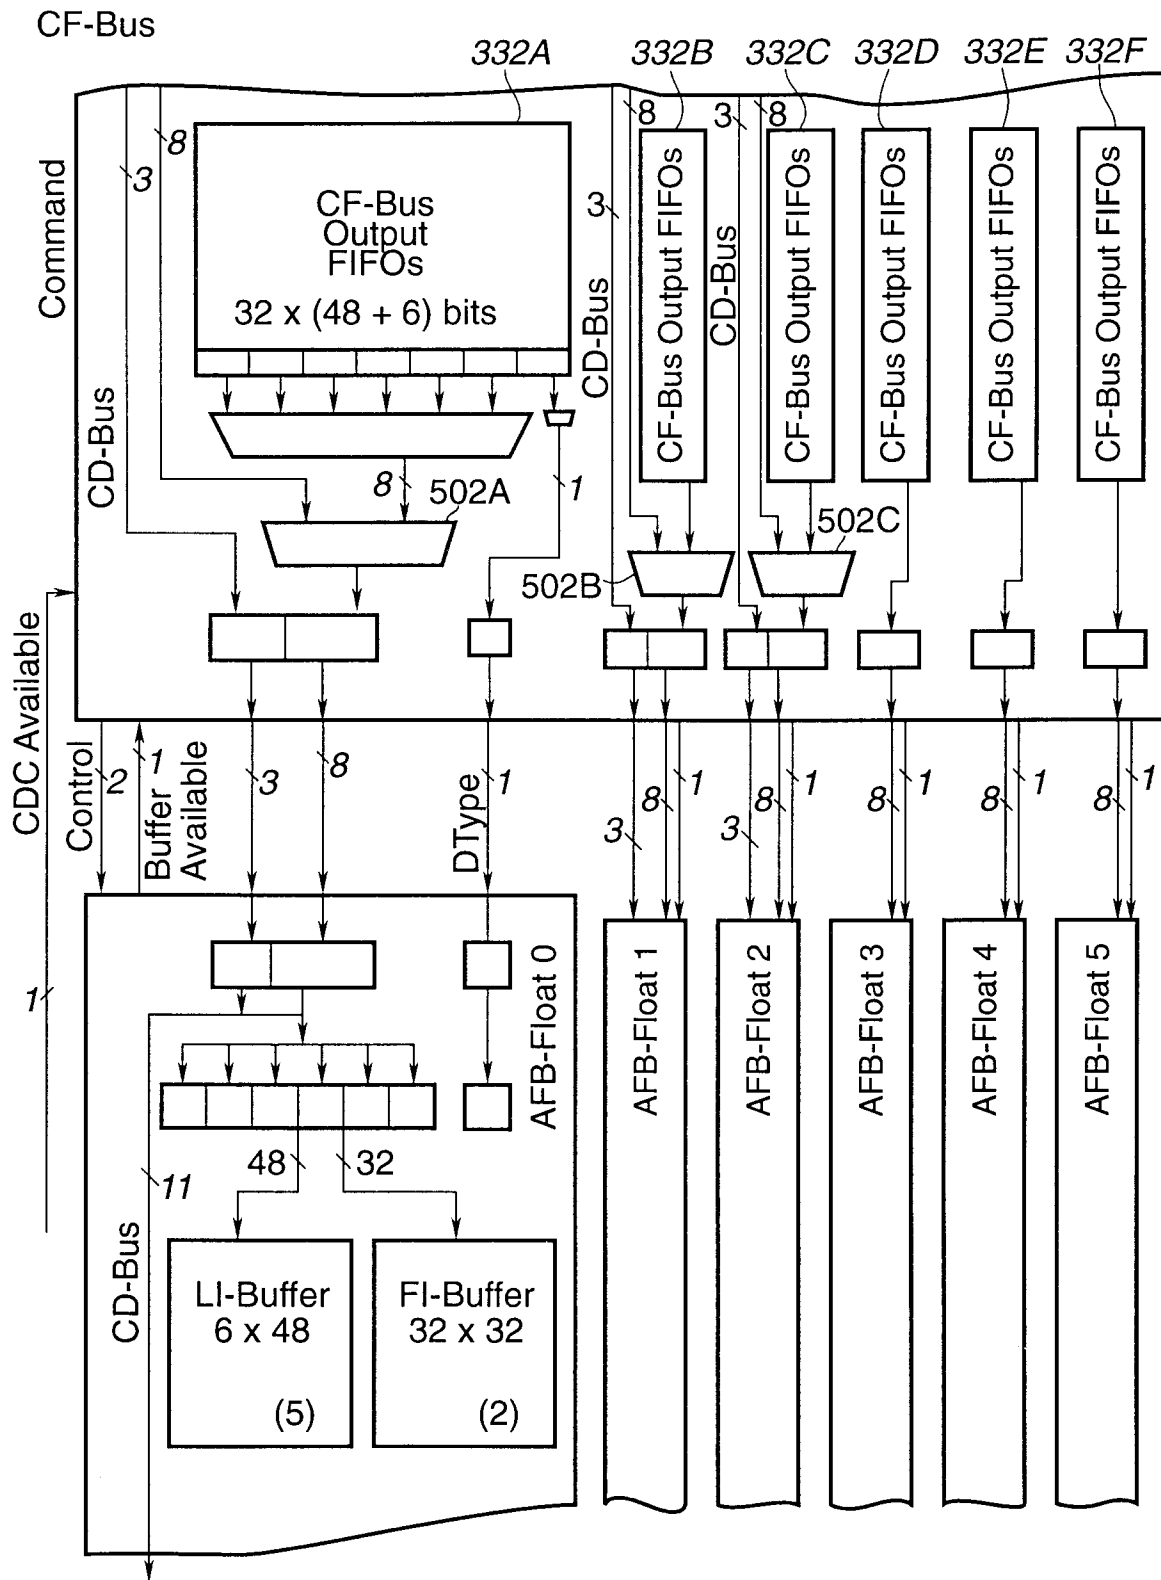 CF-Bus
332A
332B
332C
332D
332E
332F
Command
3
8
CF-Bus
Output
FIFOs
32 x (48 + 6) bits
CD-Bus
8
1
502A
3
8
CD-Bus
CF-Bus Output FIFOs
3
8
CD-Bus
CF-Bus Output FIFOs
CF-Bus Output FIFOs
CF-Bus Output FIFOs
CF-Bus Output FIFOs
502B
502C
CDC Available
1
Control
2
1
Buffer
Available
3
8
DType
1
3
8
1
3
8
1
8
1
8
1
8
1
AFB-Float 0
AFB-Float 1
AFB-Float 2
AFB-Float 3
AFB-Float 4
AFB-Float 5
48
32
11
CD-Bus
LI-Buffer
6 x 48
(5)
FI-Buffer
32 x 32
(2)